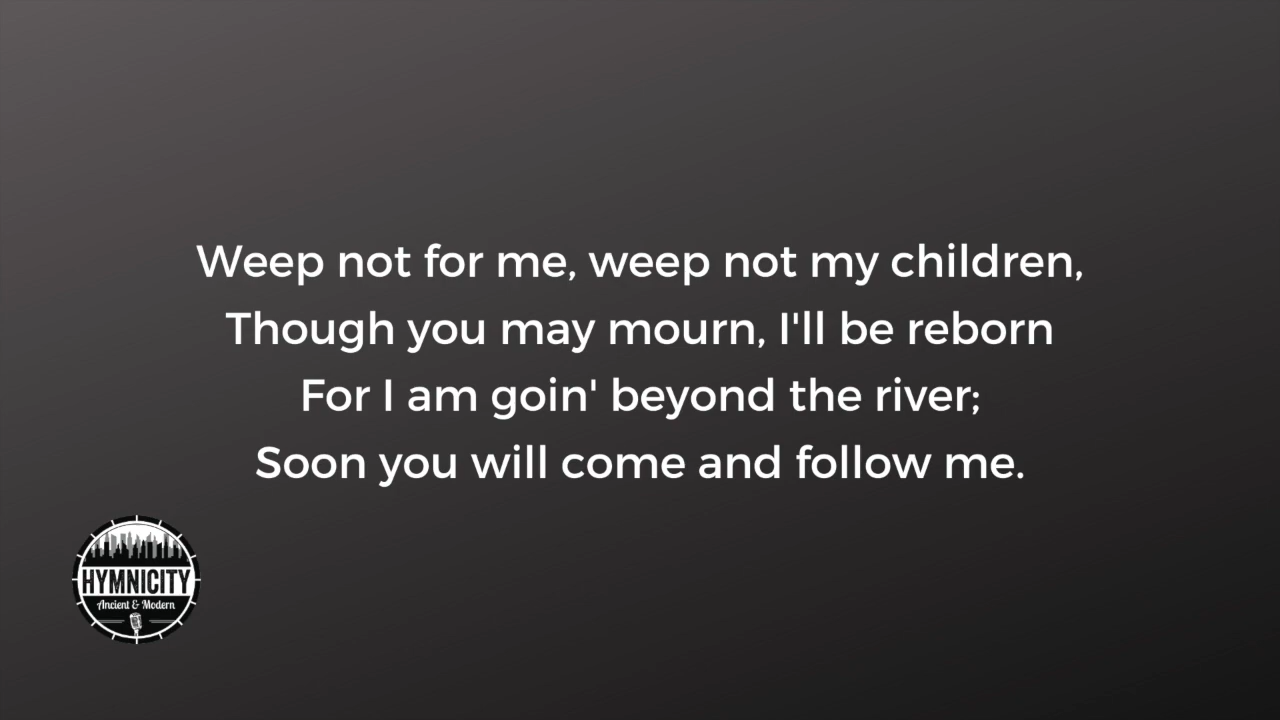 Weep not for me, weep not my children,
Though you may mourn, I'll be reborn
For I am goin' beyond the river;
Soon you will come and follow me.
HYMNICITY
Ancient & Modern